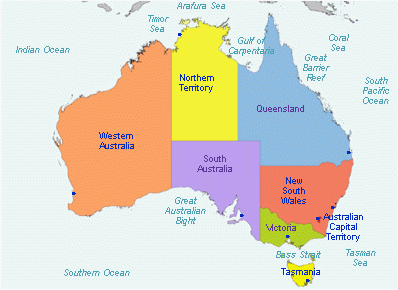 Arafura Sea
Timor
Sea
Indian Ocean
Gulf of
Carpentaria
Coral
Sea
Great
Barrier
Reef
South
Pacific
Ocean
Northern
Territory
Queensland
Western
Australia
South
Australia
New
South
Wales
Great
Australian
Bight
Australian
Capital
Territory
Victoria
Bass Strait
Tasman
Sea
Southern Ocean
Tasmania